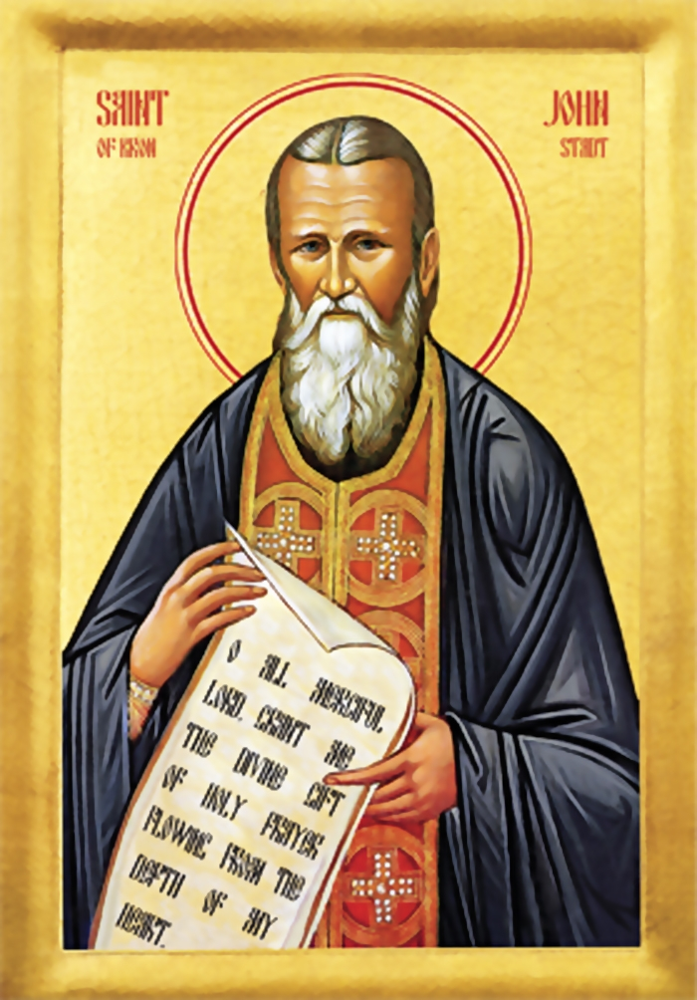 SAINT JOHN
OF KRON STADT
O ALL MERCIFUL
LORD, GRANT ME
THE DIVINE GIFT
OF HOLY PRAYER
FLOWING FROM THE
DEPTH OF MY
HEART.